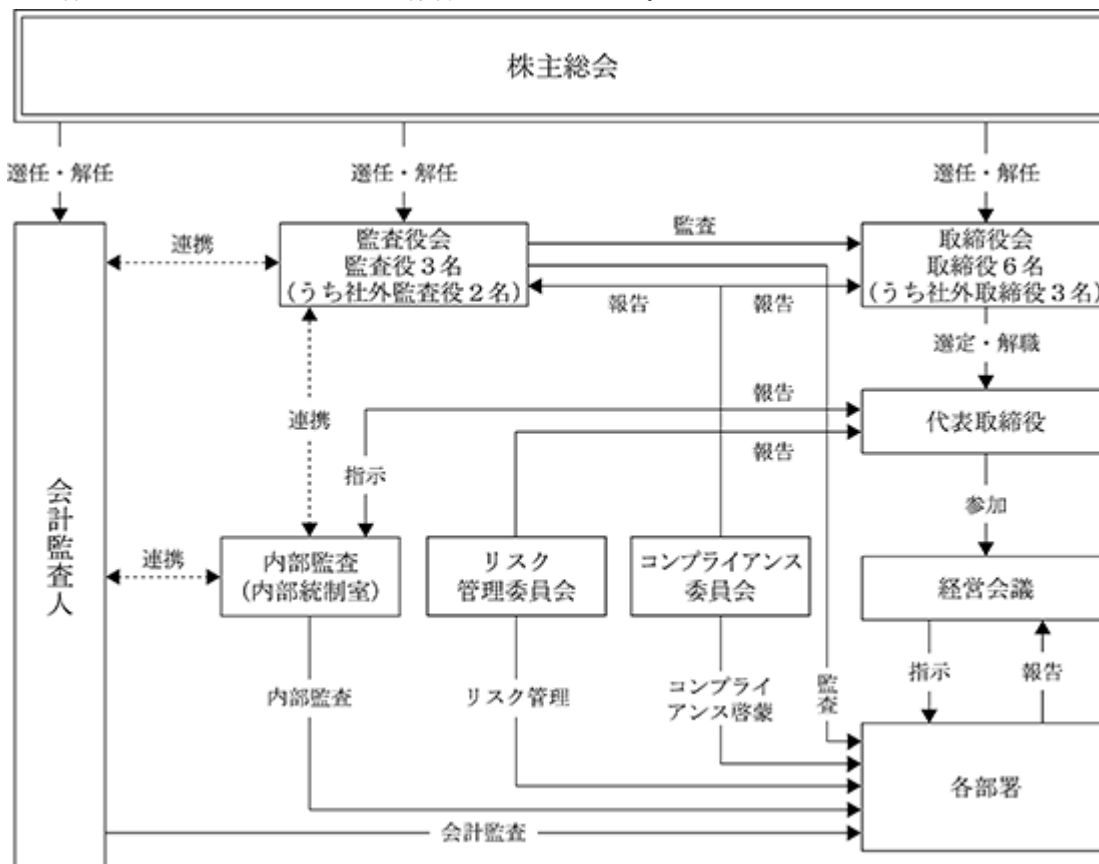 株主総会
選任・解任
選任・解任
選任・解任
連携
監査役会
監査役3名
(うち社外監査役2名)
監査
取締役会
取締役6名
(うち社外取締役3名)
報告
報告
選定・解職
連携
報告
代表取締役
報告
指示
参加
会計監査人
連携
内部監査
(内部統制室)
リスク
管理委員会
コンプライアンス
委員会
経営会議
指示
報告
内部監査
リスク管理
コンプライ
アンス啓蒙
監査
各部署
会計監査